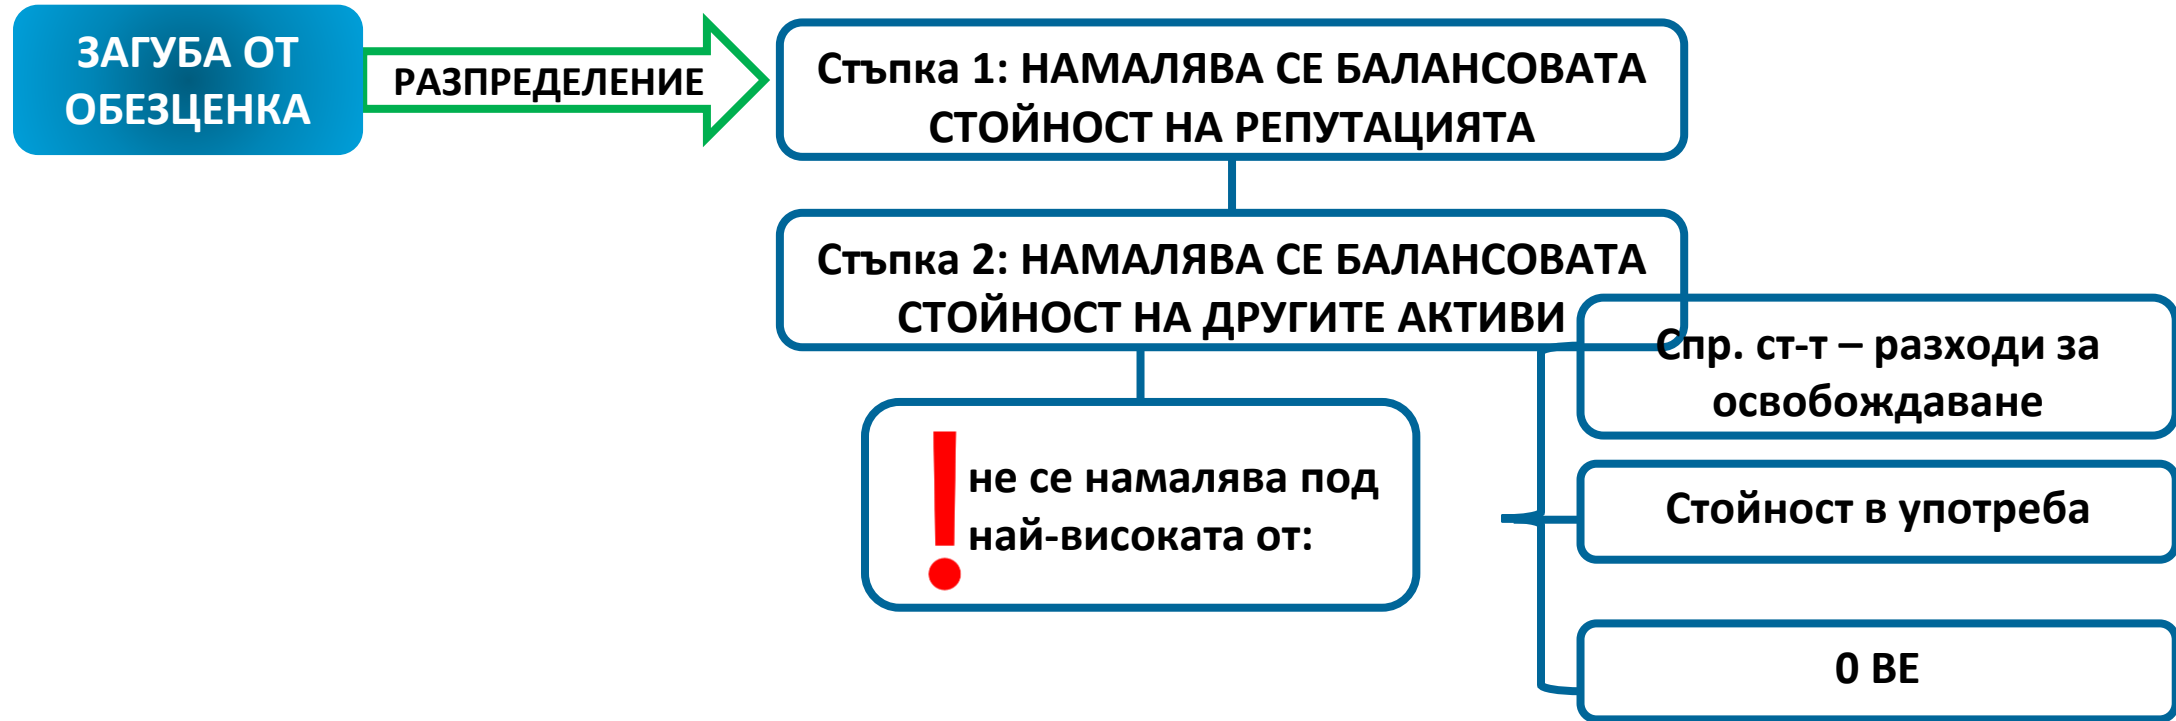 ЗАГУБА ОТ
ОБЕЗЦЕНКА
РАЗПРЕДЕЛЕНИЕ
Стъпка 1: НАМАЛЯВА СЕ БАЛАНСОВАТА
СТОЙНОСТ НА РЕПУТАЦИЯТА
Стъпка 2: НАМАЛЯВА СЕ БАЛАНСОВАТА
СТОЙНОСТ НА ДРУГИТЕ АКТИВИ
! не се намалява под
най-високата от:
Спр. ст-т – разходи за
освобождаване
Стойност в употреба
0 ВЕ